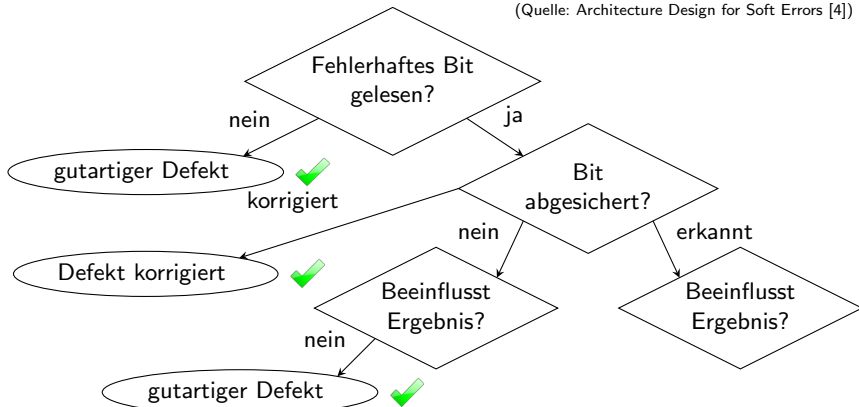 (Quelle: Architecture Design for Soft Errors [4])
Fehlerhaftes Bit
gelesen?
nein
ja
gutartiger Defekt
Bit
abgesichert?
korrigiert
nein
erkannt
Defekt korrigiert
Beeinflusst
Ergebnis?
Beeinflusst
Ergebnis?
nein
gutartiger Defekt